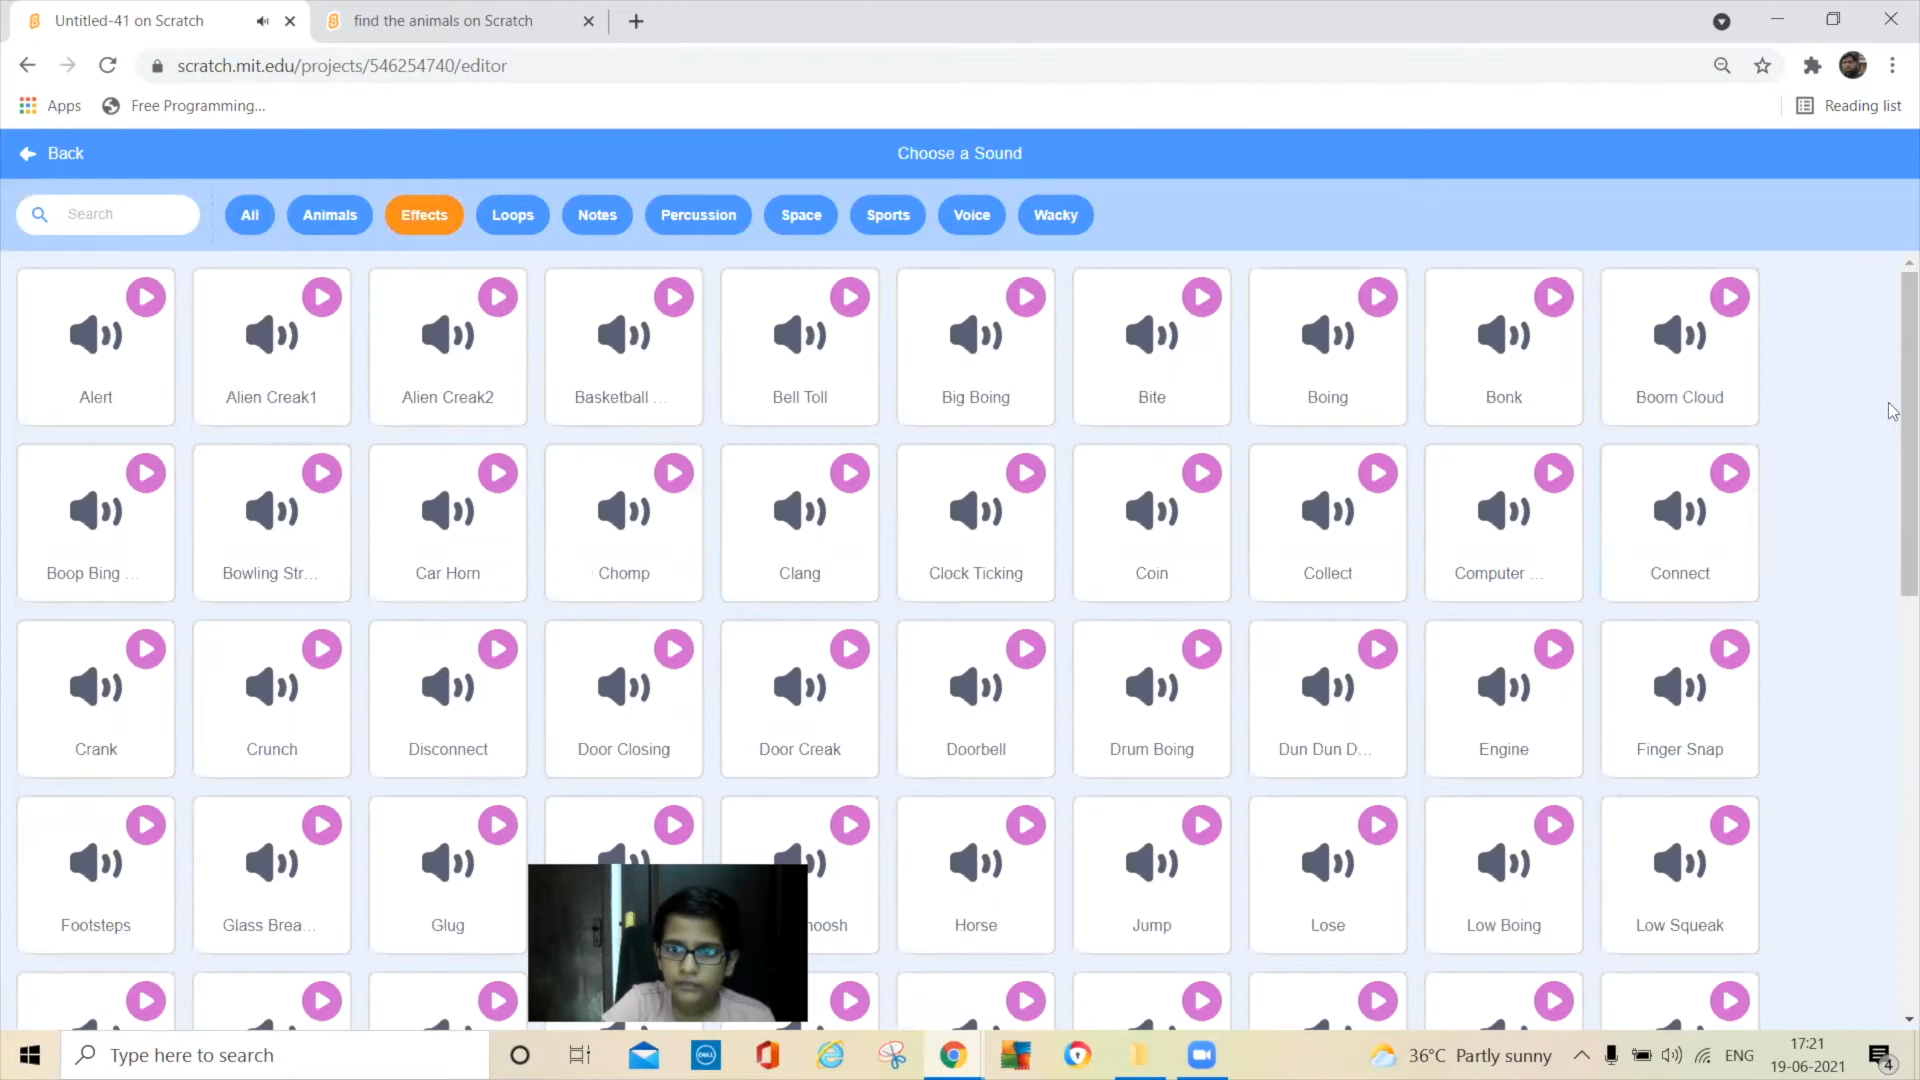 Untitled-41 on Scratch
find the animals on Scratch
scratch.mit.edu/projects/546254740/editor
Apps
Free Programming...
Reading list
Back
Choose a Sound
Search
All
Animals
Effects
Loops
Notes
Percussion
Space
Sports
Voice
Wacky
Alert
Alien Creak1
Alien Creak2
Basketball ...
Bell Toll
Big Boing
Bite
Boing
Bonk
Boom Cloud
Boop Bing ...
Bowling Str...
Car Horn
Chomp
Clang
Clock Ticking
Coin
Collect
Computer ...
Connect
Crank
Crunch
Disconnect
Door Closing
Door Creak
Doorbell
Drum Boing
Dun Dun D...
Engine
Finger Snap
Footsteps
Glass Brea...
Glug
Horse
Jump
Lose
Low Boing
Low Squeak
Type here to search
DELL
36°C Partly sunny
ENG
17:21
19-06-2021
4